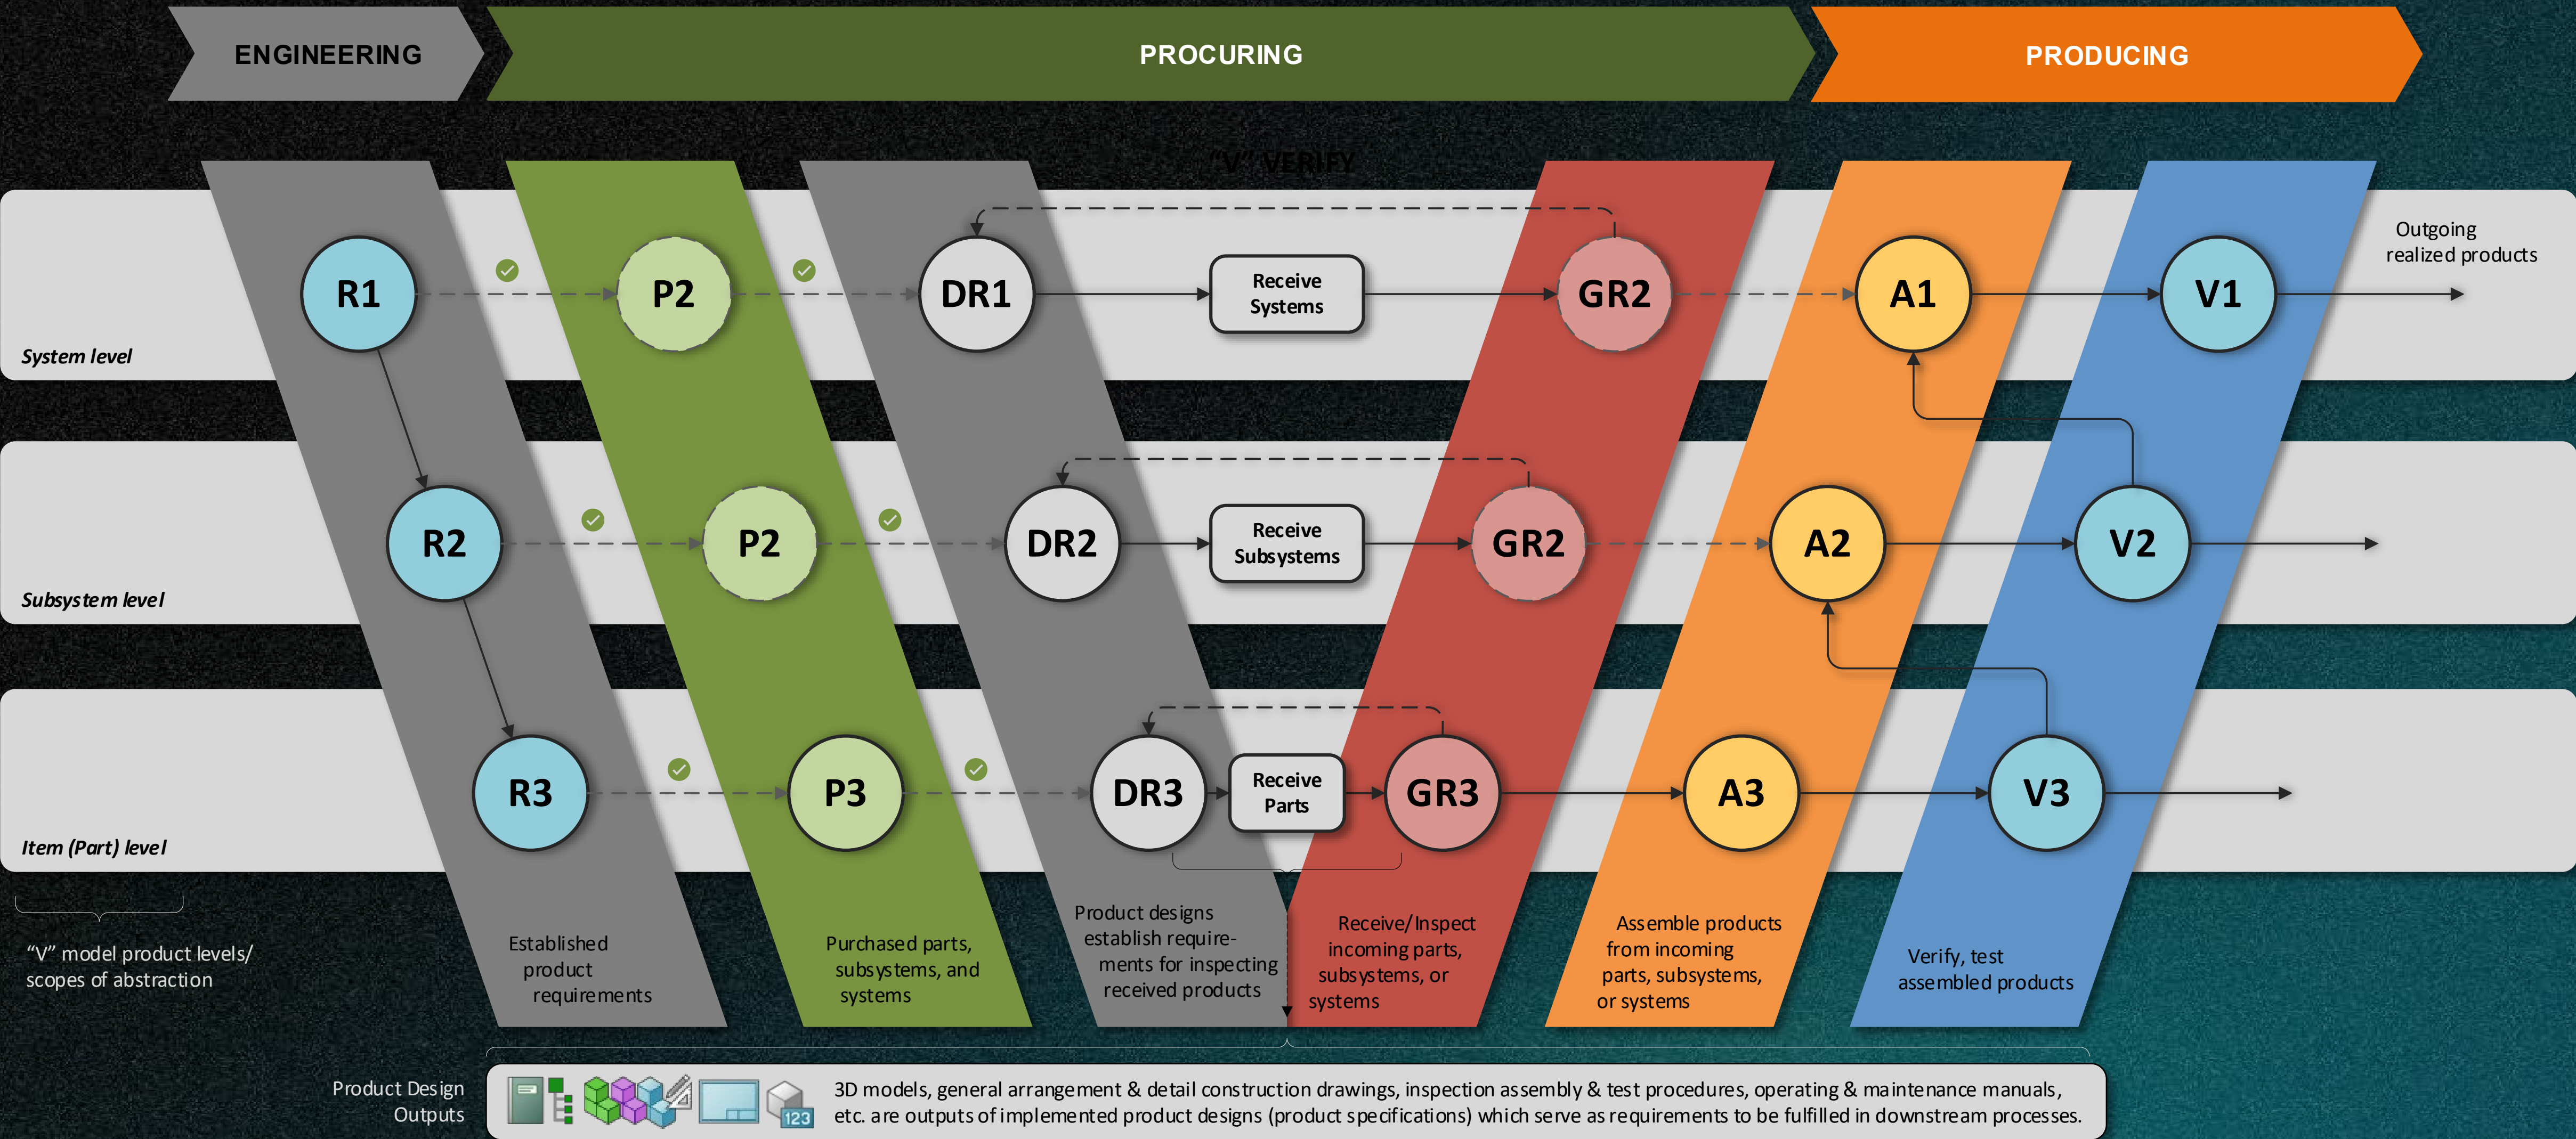 ENGINEERING
PROCURING
PRODUCING
"V" VERIFY
Outgoing
realized products
R1
P2
DR1
Receive
Systems
GR2
A1
V1
System level
R2
P2
DR2
Receive
Subsystems
GR2
A2
V2
Subsystem level
R3
P3
DR3
Receive
Parts
GR3
A3
V3
Item (Part) level
“V” model product levels/
scopes of abstraction
Established
product
requirements
Purchased parts,
subsystems, and
systems
Product designs
establish require-
ments for inspecting
received products
Receive/Inspect
incoming parts,
subsystems, or
systems
Assemble products
from incoming
parts, subsystems,
or systems
Verify, test
assembled products
Product Design
Outputs
123
3D models, general arrangement & detail construction drawings, inspection assembly & test procedures, operating & maintenance manuals,
etc. are outputs of implemented product designs (product specifications) which serve as requirements to be fulfilled in downstream processes.